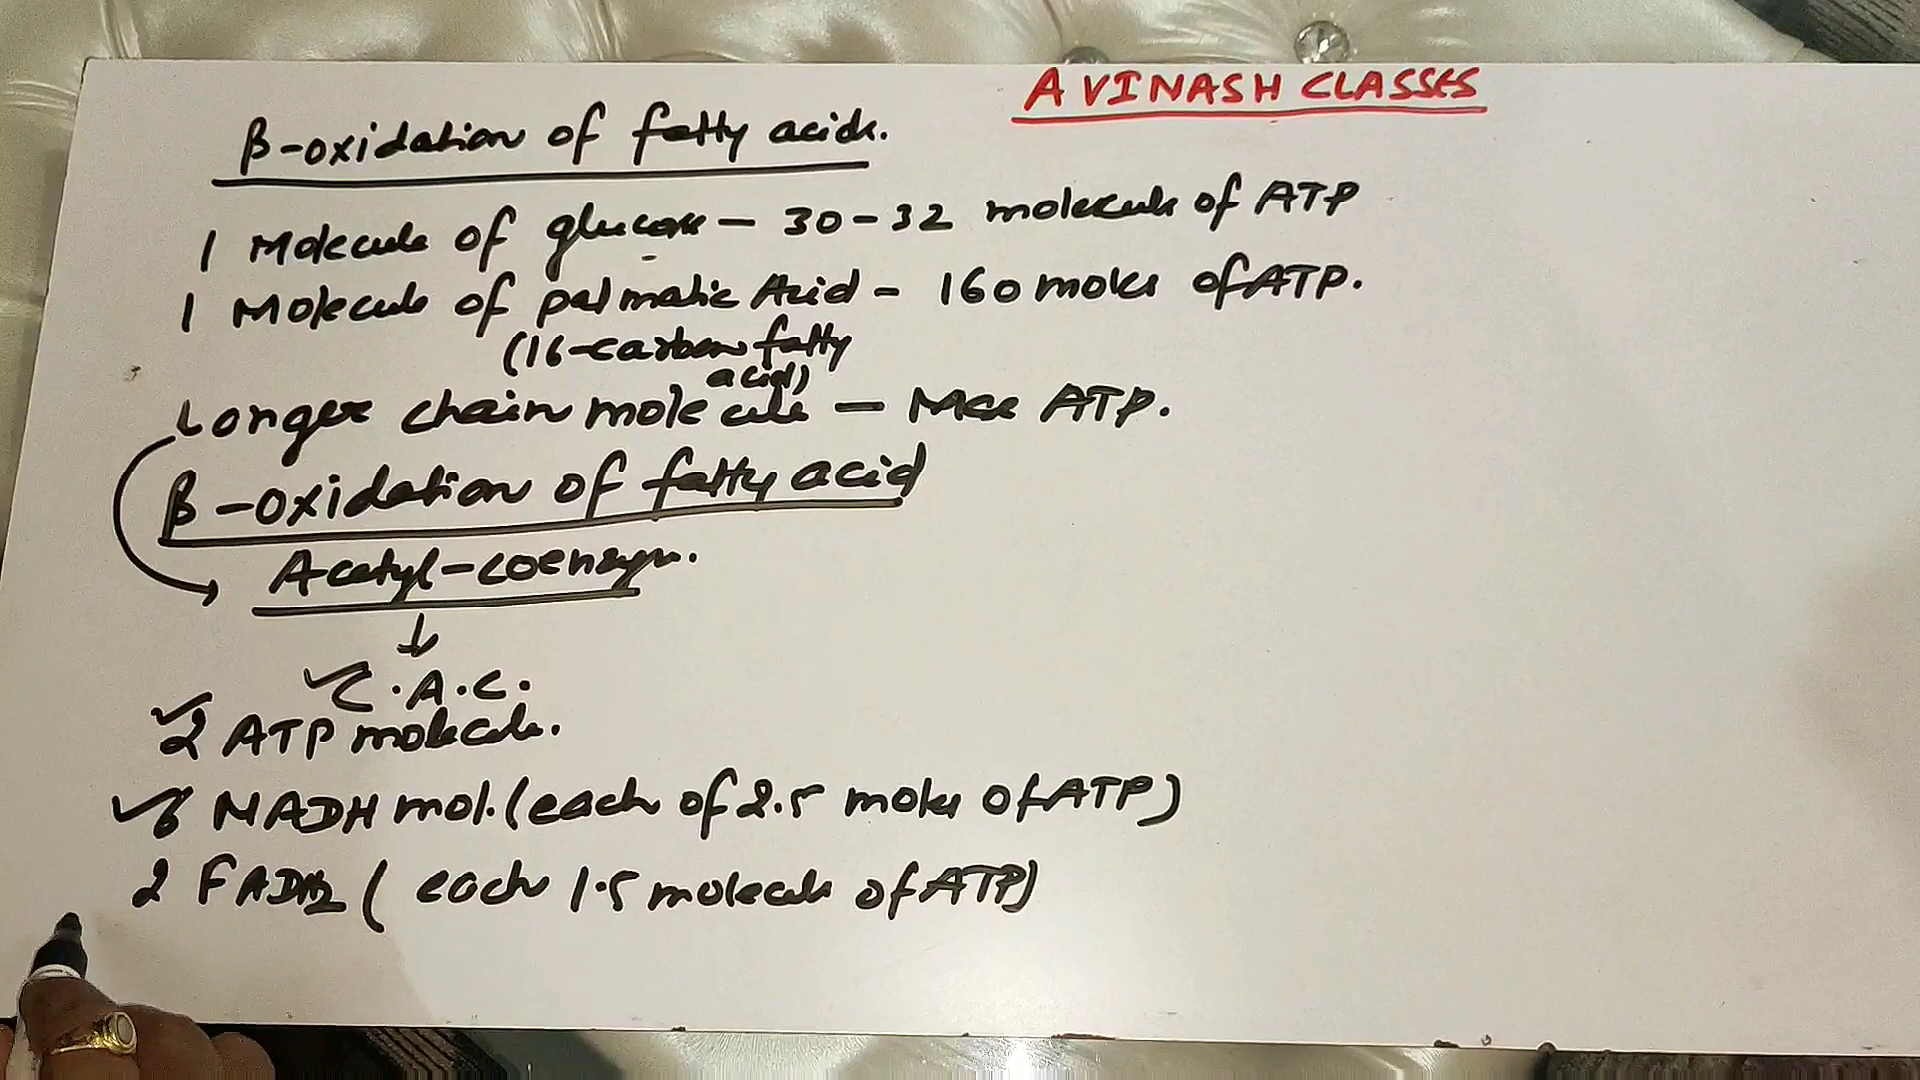 AVINASH CLASSES
β-oxidation of fatty acids.
1 Molecule of glucose - 30-32 molecule of ATP
1 Molecule of palmatic Acid - 160 moles of ATP.
(16-carbon fatty
acid)
Longer chain molecule - ATP.
β-oxidation of fatty acid
Acetyl-coenzym.
↓
C.A.C.
2 ATP molecule.
6 NADH mol. (each of 2.5 moles of ATP)
2 FADH2 (each 1.5 molecule of ATP)